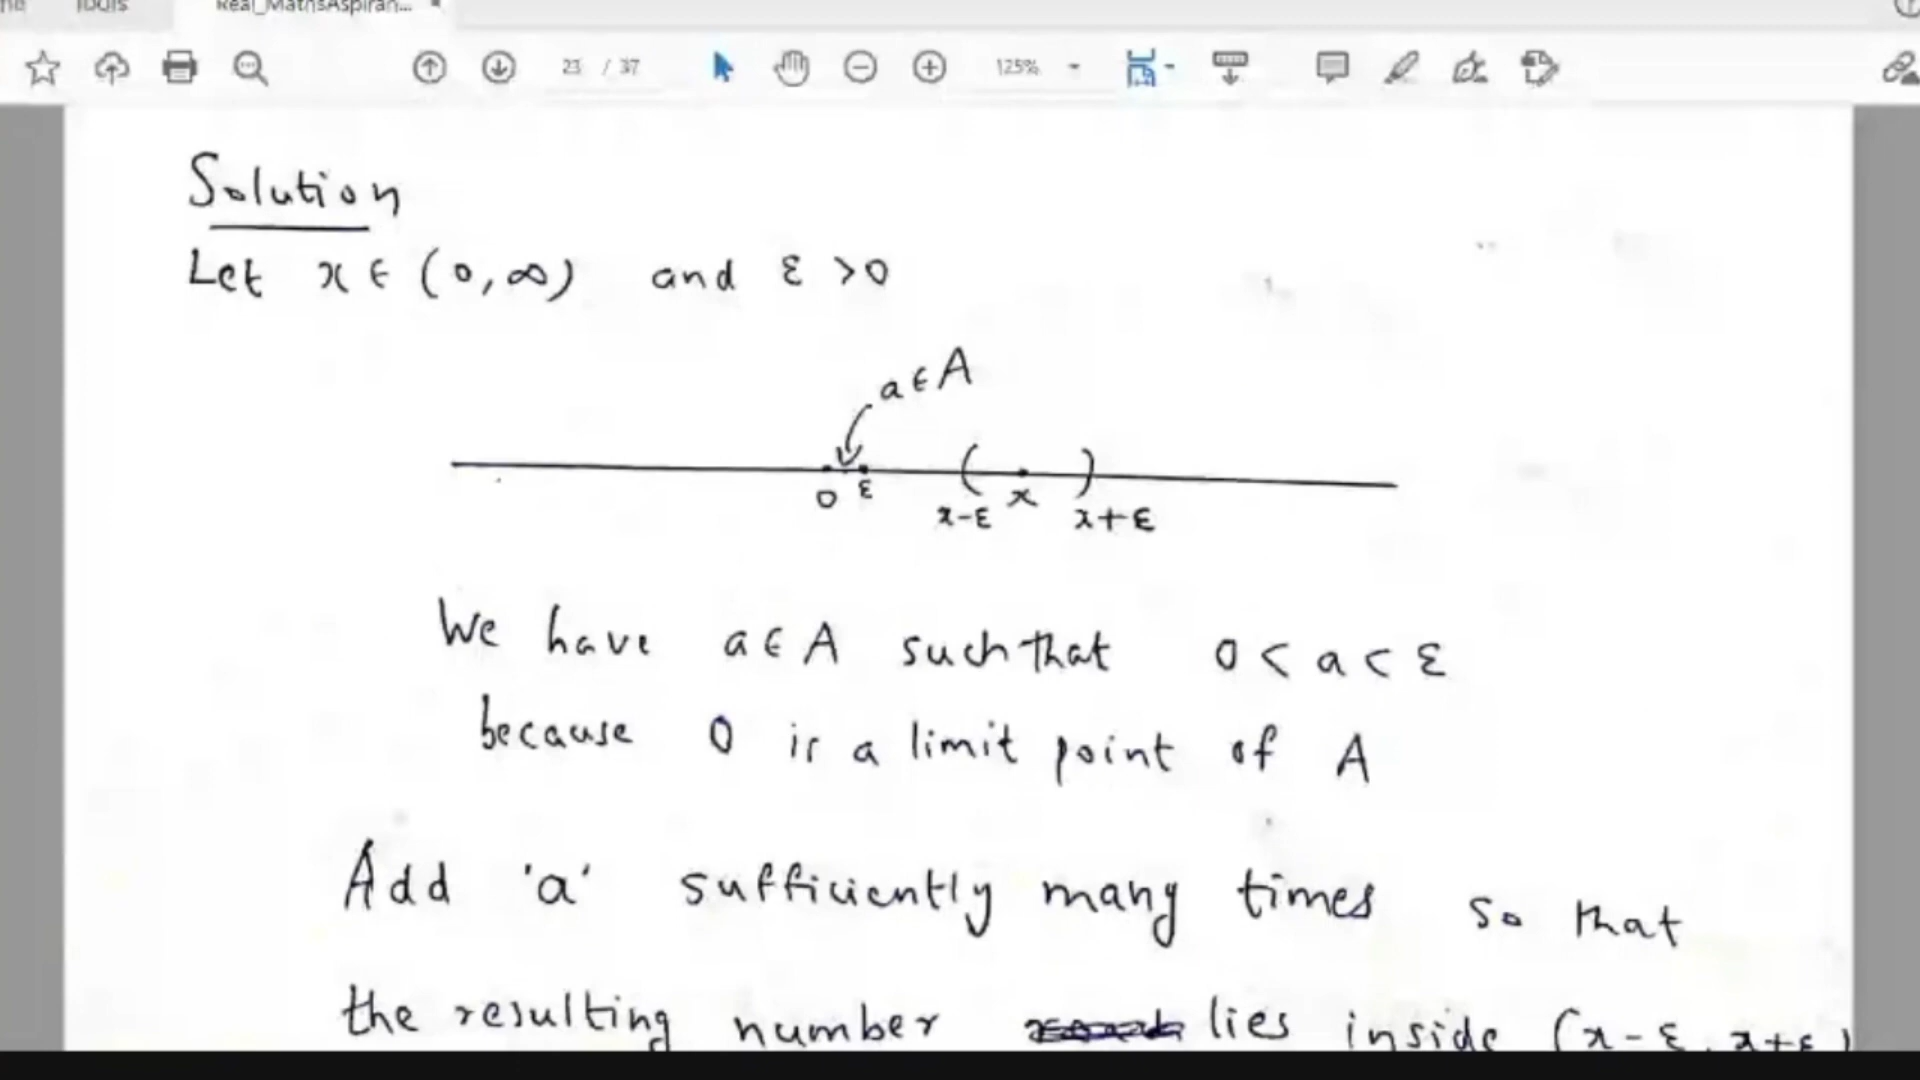 Tools Real_MathsAspiran...
23 / 37 125%
Solution
Let x ∈ (0, ∞) and ε > 0
a ∈ A
0 ε x-ε x x+ε
We have a ∈ A such that 0 < a < ε
because 0 is a limit point of A
Add 'a' sufficiently many times so that
the resulting number lies inside (x-ε, x+ε)